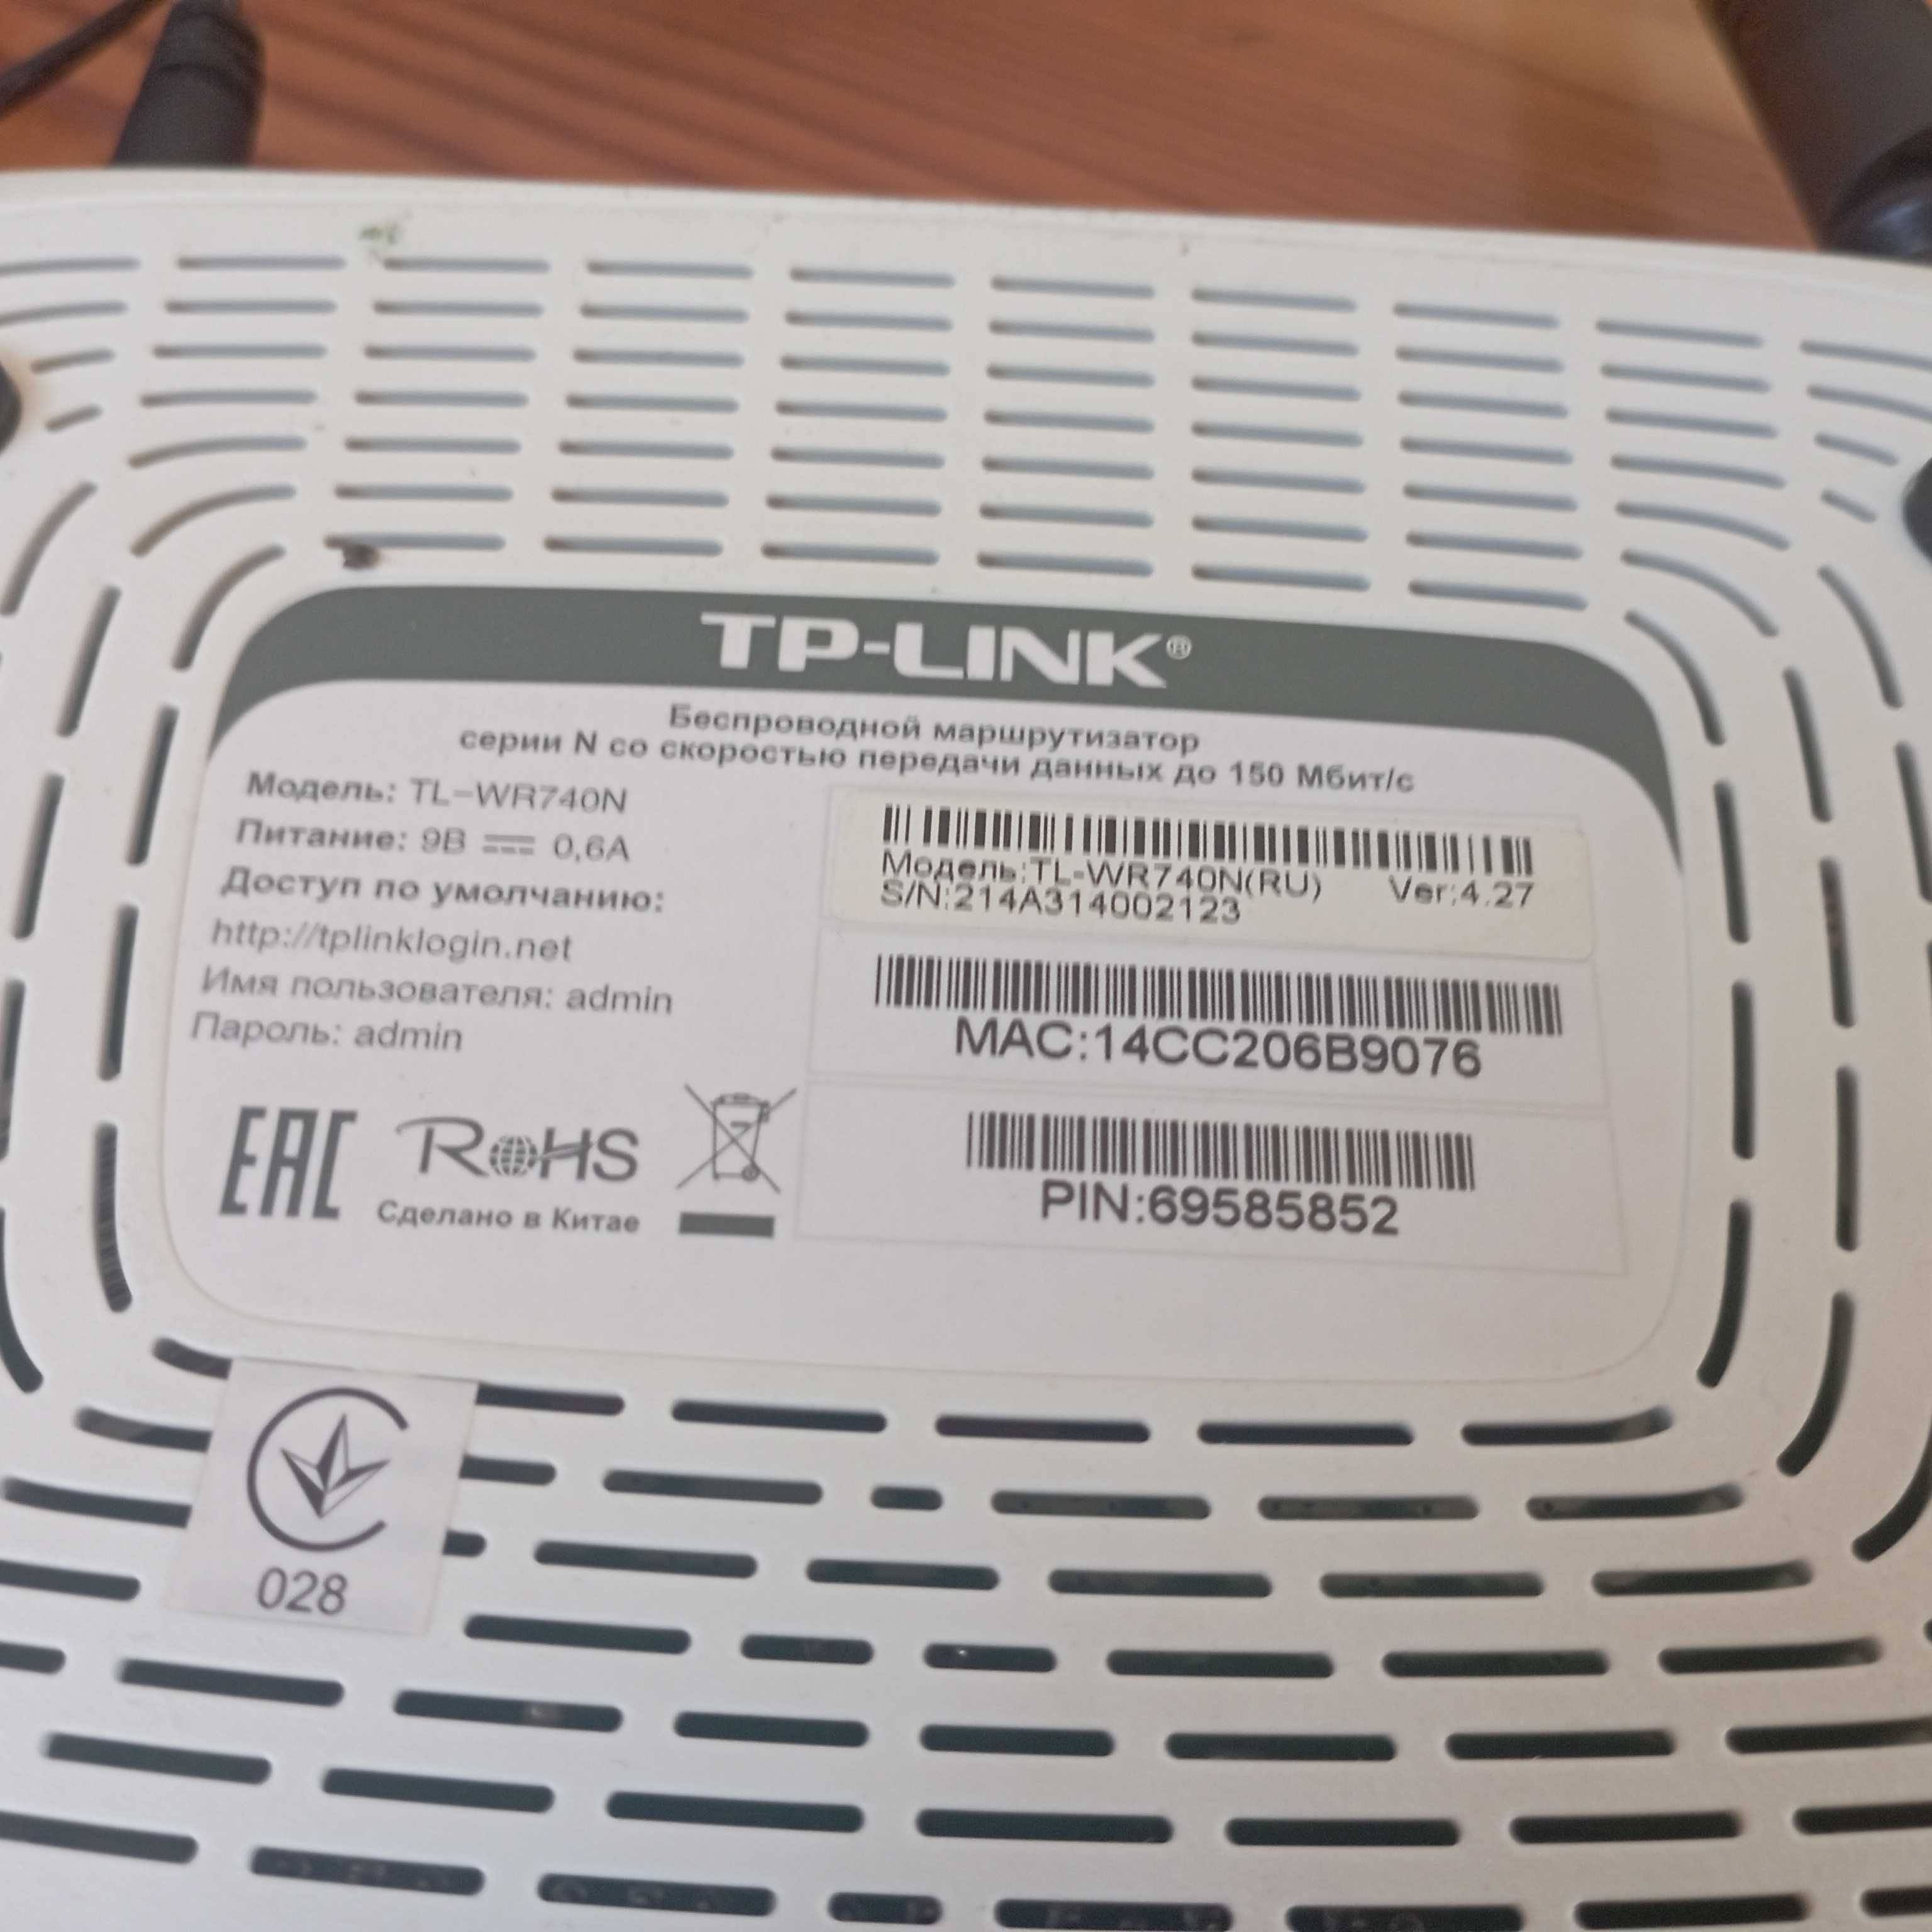 TP-LINK®
Беспроводной маршрутизатор
серии N со скоростью передачи данных до 150 Мбит/с
Модель: TL-WR740N
Питание: 9В 0,6А
Доступ по умолчанию:
http://tplinklogin.net
Имя пользователя: admin
Пароль: admin
EAC RoHS
Сделано в Китае
Модель:TL-WR740N(RU) Ver:4.27
S/N:214A314002123
MAC:14CC206B9076
PIN:69585852
028